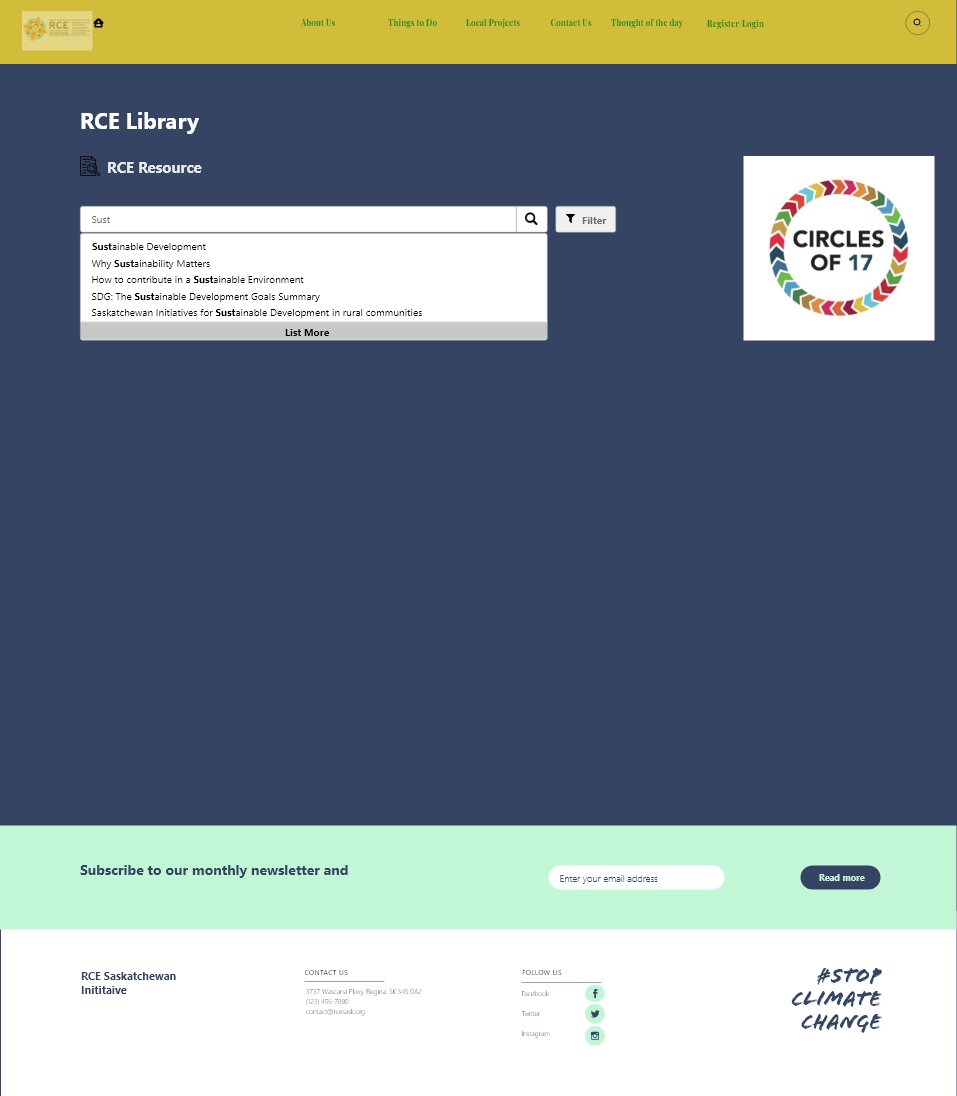 RCE
About Us
Things to Do
Local Projects
Contact Us
Thought of the day
Register/Login
RCE Library
RCE Resource
Sust
Filter
Sustainable Development
Why Sustainability Matters
How to contribute in a Sustainable Environment
SDG: The Sustainable Development Goals Summary
Saskatchewan Initiatives for Sustainable Development in rural communities
List More
CIRCLES
OF 17
Subscribe to our monthly newsletter and
Enter your email address
Read more
RCE Saskatchewan
Inititaive
CONTACT US
3737 Wascana Pkwy, Regina, SK S4S 0A2
(123) 456-7890
contact@rcesask.org
FOLLOW US
Facebook
Twitter
Instagram
#STOP
CLIMATE
CHANGE